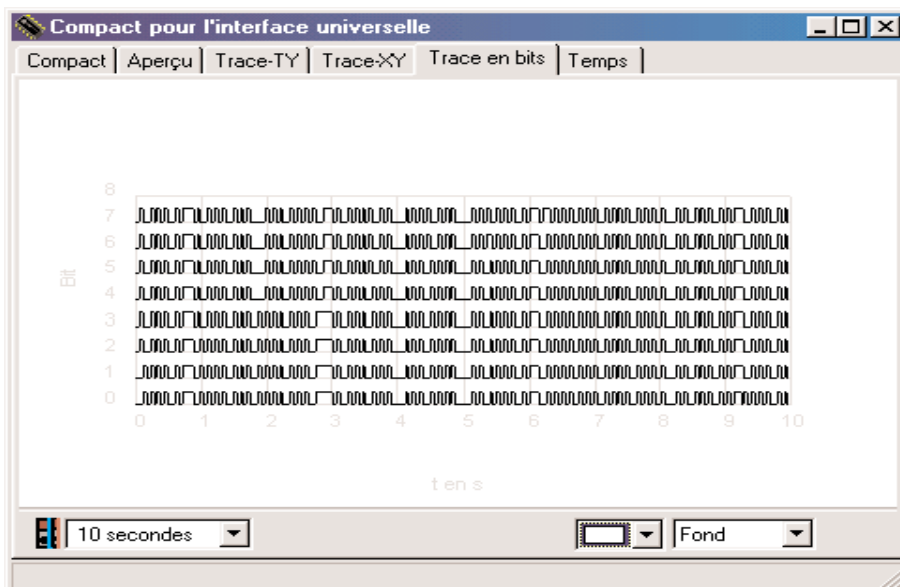 Compact pour l'interface universelle
Compact Aperçu Trace-TY Trace-XY Trace en bits Temps
8
7
6
5
4
3
2
1
0
Bit
0 1 2 3 4 5 6 7 8 9 10
t en s
10 secondes Fond